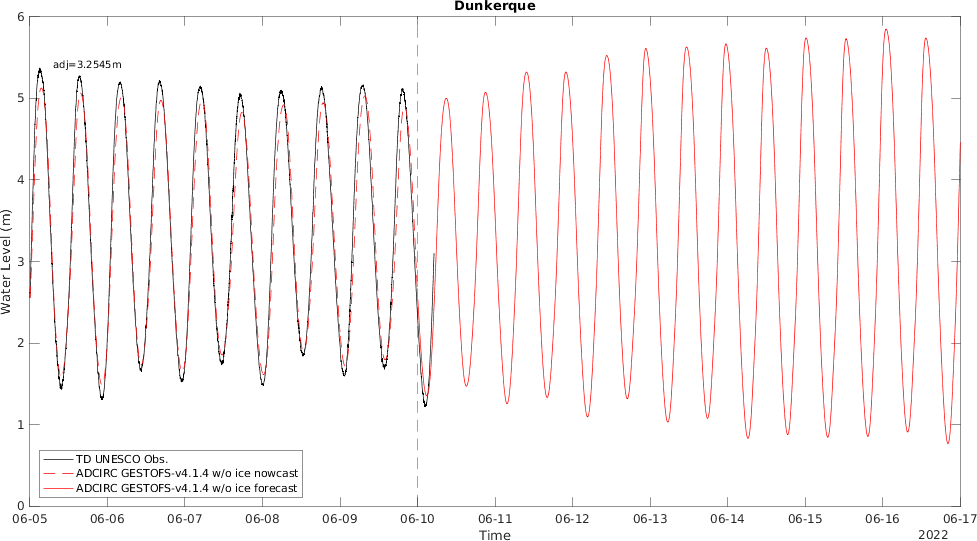 Dunkerque
adj=3.2545m
6
5
4
3
2
1
0
Water Level (m)
TD UNESCO Obs.
ADCIRC GESTOFS-v4.1.4 w/o ice nowcast
ADCIRC GESTOFS-v4.1.4 w/o ice forecast
06-05 06-06 06-07 06-08 06-09 06-10 06-11 06-12 06-13 06-14 06-15 06-16 06-17
Time
2022